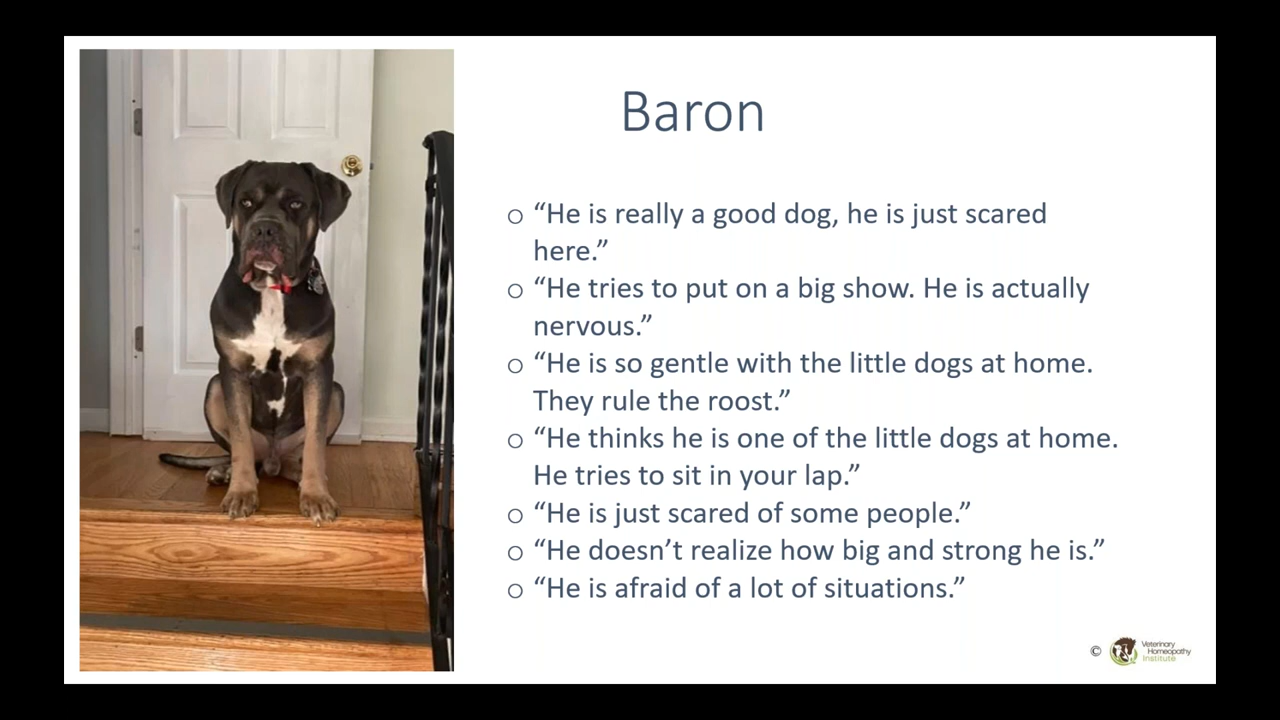 Baron
○ “He is really a good dog, he is just scared
here.”
○ “He tries to put on a big show. He is actually
nervous.”
○ “He is so gentle with the little dogs at home.
They rule the roost.”
○ “He thinks he is one of the little dogs at home.
He tries to sit in your lap.”
○ “He is just scared of some people.”
○ “He doesn’t realize how big and strong he is.”
○ “He is afraid of a lot of situations.”
© Veterinary
Homeopathy
Institute